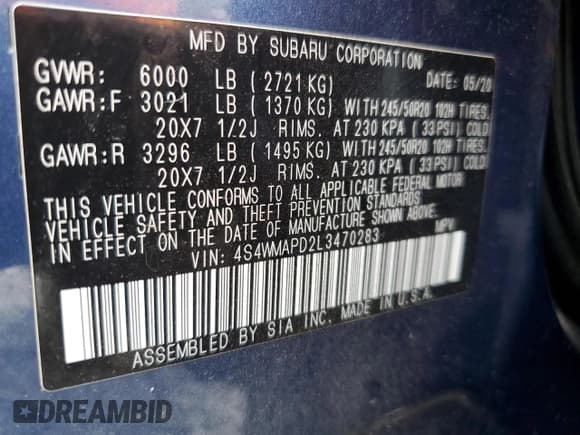 MFD BY SUBARU CORPORATION
GVWR: 6000 LB (2721 KG) DATE: 05/20
GAWR:F 3021 LB (1370 KG) WITH 245/50R20 102H TIRES.
20X7 1/2J RIMS. AT 230 KPA (33 PSI) COLD
GAWR:R 3296 LB (1495 KG) WITH 245/50R20 102H TIRES.
20X7 1/2J RIMS. AT 230 KPA (33 PSI) COLD
THIS VEHICLE CONFORMS TO ALL APPLICABLE FEDERAL MOTOR
VEHICLE SAFETY AND THEFT PREVENTION STANDARDS
IN EFFECT ON THE DATE OF MANUFACTURE SHOWN ABOVE.
VIN: 4S4WMAPD2L3470283 MPV
ASSEMBLED BY SIA INC. MADE IN U.S.A.
DREAMBID